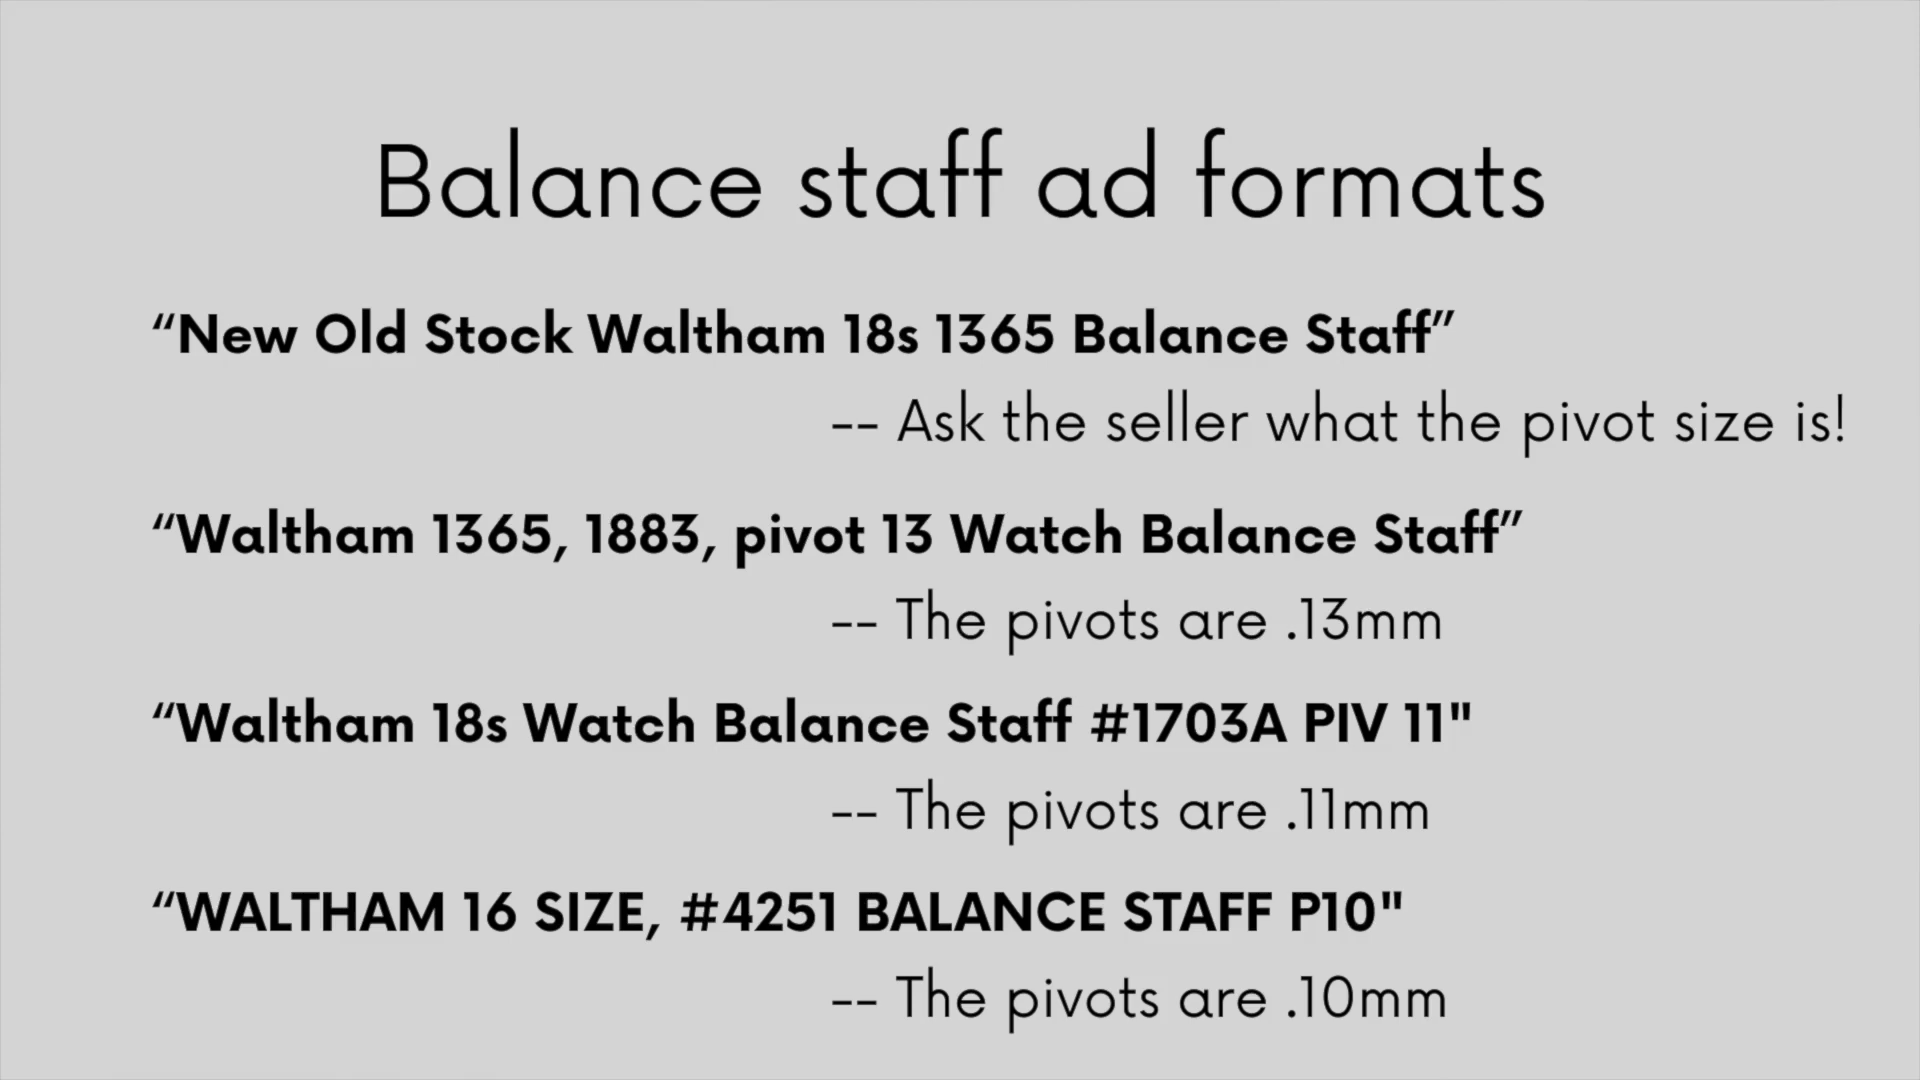 Balance staff ad formats
“New Old Stock Waltham 18s 1365 Balance Staff”
-- Ask the seller what the pivot size is!
“Waltham 1365, 1883, pivot 13 Watch Balance Staff”
-- The pivots are .13mm
“Waltham 18s Watch Balance Staff #1703A PIV 11"
-- The pivots are .11mm
“WALTHAM 16 SIZE, #4251 BALANCE STAFF P10"
-- The pivots are .10mm